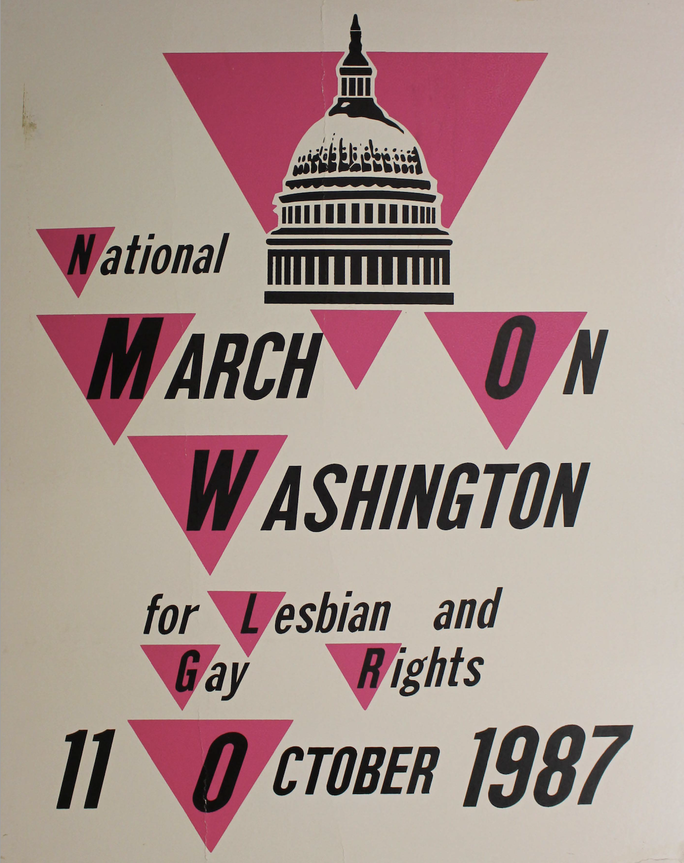 National
MARCH ON
WASHINGTON
for Lesbian and
Gay Rights
11 OCTOBER 1987